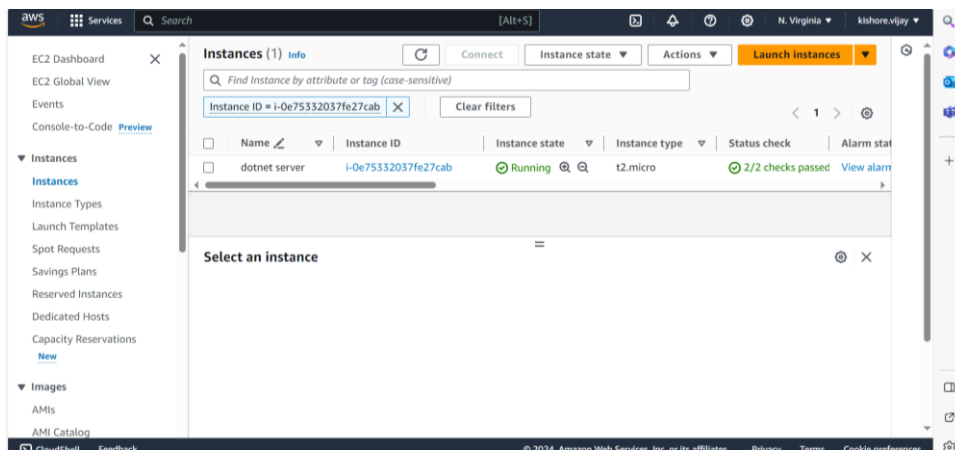 aws Services Search [Alt+S] N. Virginia kishore.vijay
EC2 Dashboard
EC2 Global View
Events
Console-to-Code Preview
Instances
Instances
Instance Types
Launch Templates
Spot Requests
Savings Plans
Reserved Instances
Dedicated Hosts
Capacity Reservations
New
Images
AMIs
AMI Catalog
Instances (1) Info Connect Instance state Actions Launch instances
Find Instance by attribute or tag (case-sensitive)
Instance ID = i-0e75332037fe27cab Clear filters
1
Name Instance ID Instance state Instance type Status check Alarm stat
dotnet server i-0e75332037fe27cab Running t2.micro 2/2 checks passed View alarm
Select an instance
CloudShell Feedback © 2024, Amazon Web Services, Inc. or its affiliates. Privacy Terms Cookie preferences